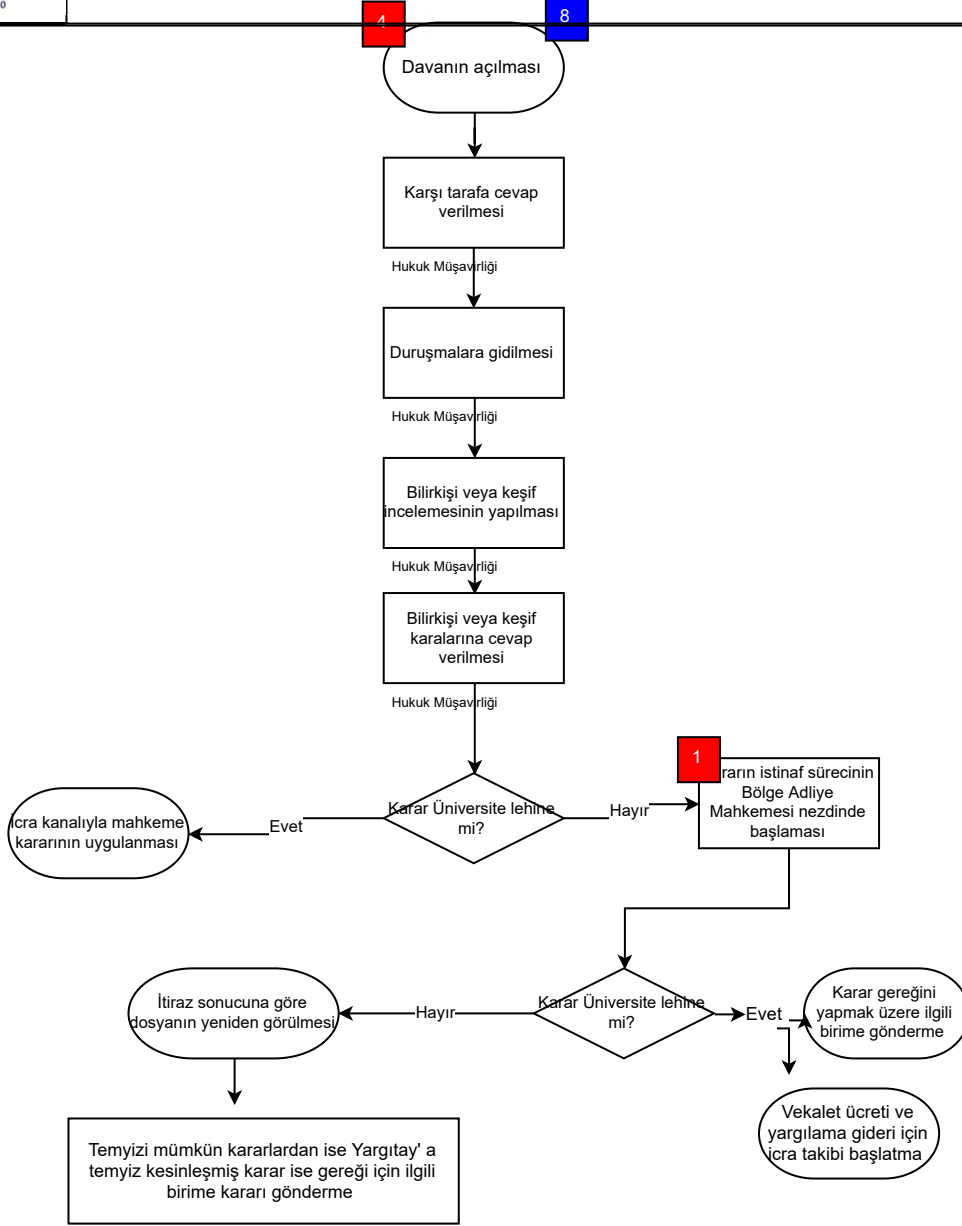 0
4
8
Davanın açılması
Karşı tarafa cevap
verilmesi
Hukuk Müşavirliği
Duruşmalara gidilmesi
Hukuk Müşavirliği
Bilirkişi veya keşif
incelemesinin yapılması
Hukuk Müşavirliği
Bilirkişi veya keşif
karalarına cevap
verilmesi
Hukuk Müşavirliği
1
rarın istinaf sürecinin
Bölge Adliye
Mahkemesi nezdinde
başlaması
Karar Üniversite lehine
mi?
Hayır
Evet
İcra kanalıyla mahkeme
kararının uygulanması
Karar Üniversite lehine
mi?
Hayır
Evet
İtiraz sonucuna göre
dosyanın yeniden görülmesi
Karar gereğini
yapmak üzere ilgili
birime gönderme
Vekalet ücreti ve
yargılama gideri için
icra takibi başlatma
Temyizi mümkün kararlardan ise Yargıtay' a
temyiz kesinleşmiş karar ise gereği için ilgili
birime kararı gönderme